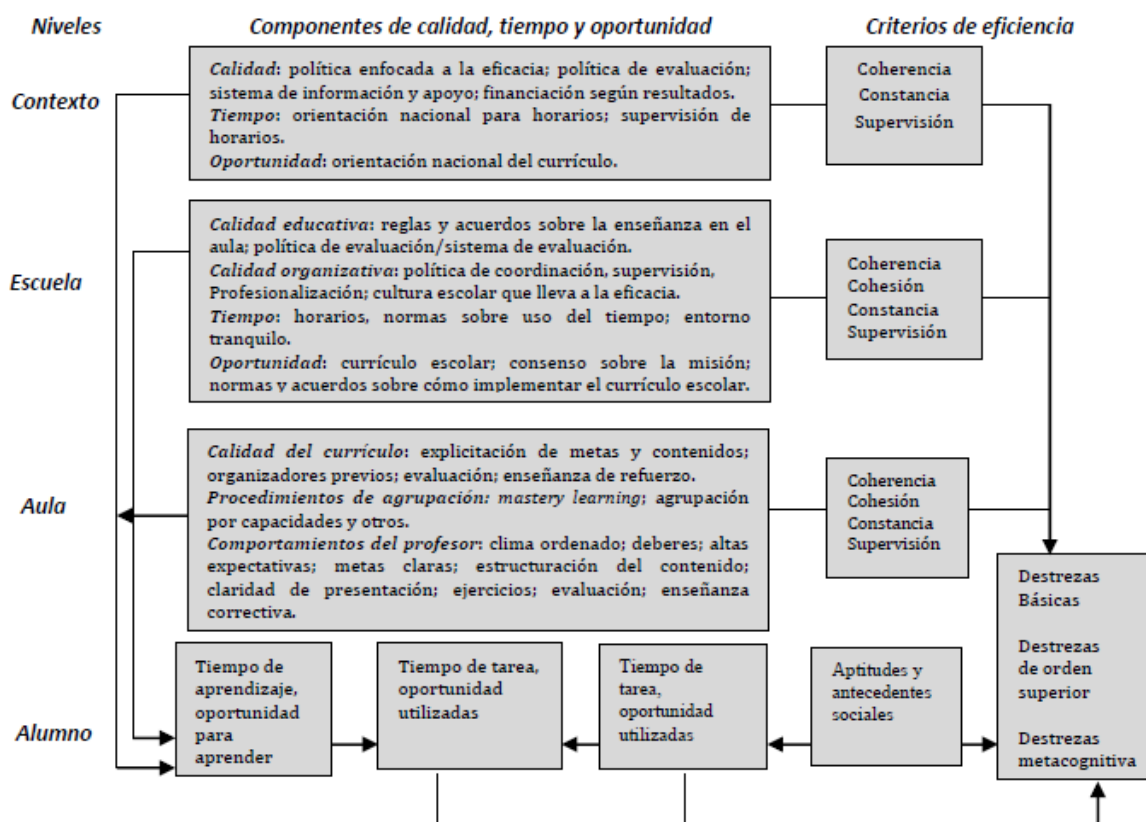 Niveles
Componentes de calidad, tiempo y oportunidad
Criterios de eficiencia
Contexto
Calidad: política enfocada a la eficacia; política de evaluación;
sistema de información y apoyo; financiación según resultados.
Tiempo: orientación nacional para horarios; supervisión de
horarios.
Oportunidad: orientación nacional del currículo.
Coherencia
Constancia
Supervisión
Escuela
Calidad educativa: reglas y acuerdos sobre la enseñanza en el
aula; política de evaluación/sistema de evaluación.
Calidad organizativa: política de coordinación, supervisión,
Profesionalización; cultura escolar que lleva a la eficacia.
Tiempo: horarios, normas sobre uso del tiempo; entorno
tranquilo.
Oportunidad: currículo escolar; consenso sobre la misión;
normas y acuerdos sobre cómo implementar el currículo escolar.
Coherencia
Cohesión
Constancia
Supervisión
Aula
Calidad del currículo: explicitación de metas y contenidos;
organizadores previos; evaluación; enseñanza de refuerzo.
Procedimientos de agrupación: mastery learning; agrupación
por capacidades y otros.
Comportamientos del profesor: clima ordenado; deberes; altas
expectativas; metas claras; estructuración del contenido;
claridad de presentación; ejercicios; evaluación; enseñanza
correctiva.
Coherencia
Cohesión
Constancia
Supervisión
Alumno
Tiempo de
aprendizaje,
oportunidad
para
aprender
Tiempo de tarea,
oportunidad
utilizadas
Tiempo de
tarea,
oportunidad
utilizadas
Aptitudes y
antecedentes
sociales
Destrezas
Básicas
Destrezas
de orden
superior
Destrezas
metacognitiva